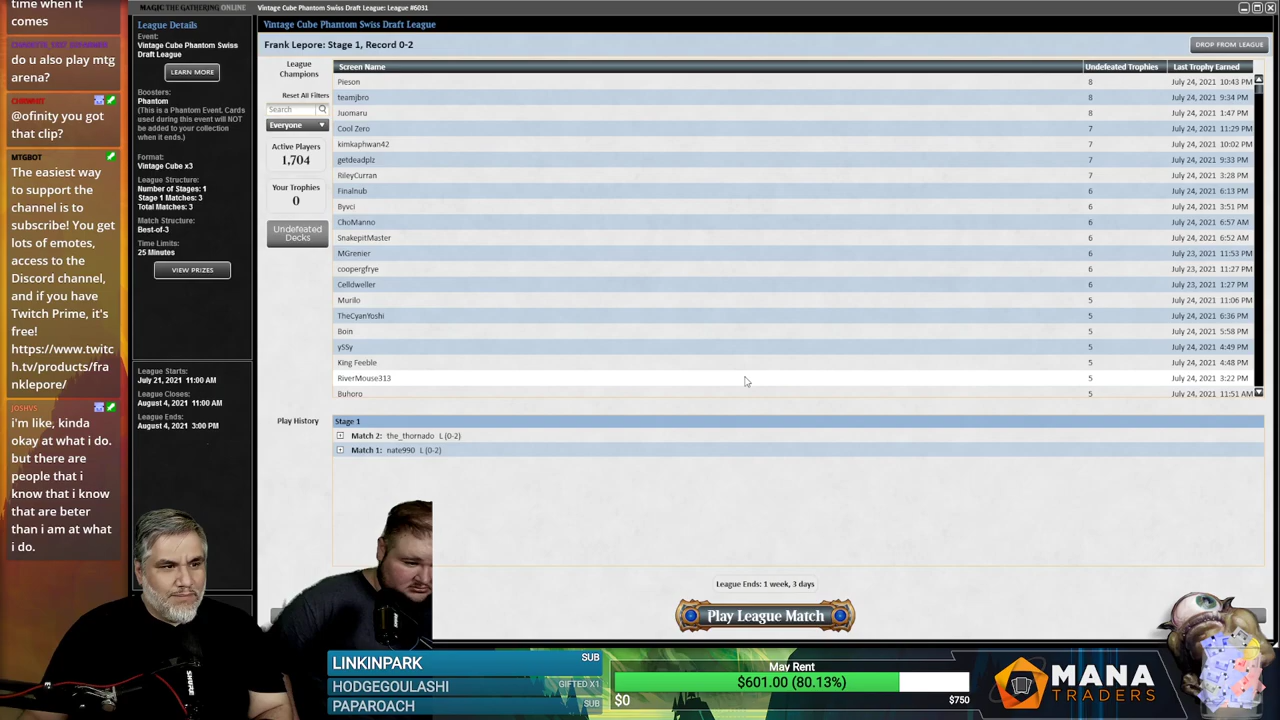 time when it
comes
do u also play mtg
arena?
@ofinity you got
that clip?
MTGBOT
The easiest way
to support the
channel is to
subscribe! You get
lots of emotes,
access to the
Discord channel,
and if you have
Twitch Prime, it's
free!
https://www.twitc
h.tv/products/fra
nklepore/
JOSHVS
i'm like, kinda
okay at what i do.
but there are
people that i
know that i know
that are beter
than i am at what
i do.
MAGIC THE GATHERING ONLINE
Vintage Cube Phantom Swiss Draft League: League #6031
League Details
Event:
Vintage Cube Phantom Swiss
Draft League
LEARN MORE
Boosters:
Phantom
(This is a Phantom Event. Cards
used during this event will NOT
be added to your collection
when it ends.)
Format:
Vintage Cube x3
League Structure:
Number of Stages: 1
Stage 1 Matches: 3
Total Matches: 3
Match Structure:
Best-of-3
Time Limits:
25 Minutes
VIEW PRIZES
League Starts:
July 21, 2021 11:00 AM
League Closes:
August 4, 2021 11:00 AM
League Ends:
August 4, 2021 3:00 PM
Vintage Cube Phantom Swiss Draft League
Frank Lepore: Stage 1, Record 0-2
DROP FROM LEAGUE
League
Champions
Reset All Filters
Search
Everyone
Active Players
1,704
Your Trophies
0
Undefeated
Decks
Screen Name Undefeated Trophies Last Trophy Earned
Pieson 8 July 24, 2021 10:43 PM
teamjbro 8 July 24, 2021 9:34 PM
Juomaru 8 July 24, 2021 1:47 PM
Cool Zero 7 July 24, 2021 11:29 PM
kimkaphwan42 7 July 24, 2021 10:02 PM
getdeadplz 7 July 24, 2021 9:33 PM
RileyCurran 7 July 24, 2021 3:28 PM
Finalnub 6 July 24, 2021 6:13 PM
Byvci 6 July 24, 2021 3:51 PM
ChoManno 6 July 24, 2021 6:57 AM
SnakepitMaster 6 July 24, 2021 6:52 AM
MGrenier 6 July 23, 2021 11:53 PM
coopergfrye 6 July 23, 2021 11:27 PM
Celldweller 6 July 23, 2021 1:27 PM
Murilo 5 July 24, 2021 11:06 PM
TheCyanYoshi 5 July 24, 2021 6:36 PM
Boin 5 July 24, 2021 5:58 PM
ySSy 5 July 24, 2021 4:49 PM
King Feeble 5 July 24, 2021 4:48 PM
RiverMouse313 5 July 24, 2021 3:22 PM
Buhoro 5 July 24, 2021 11:51 AM
Play History
Stage 1
Match 2: the_thornado L (0-2)
Match 1: nate990 L (0-2)
League Ends: 1 week, 3 days
Play League Match
LINKINPARK SUB
HODGEGOULASHI GIFTED X1
PAPAROACH SUB
May Rent
$601.00 (80.13%)
$0 $750
MANA
TRADERS